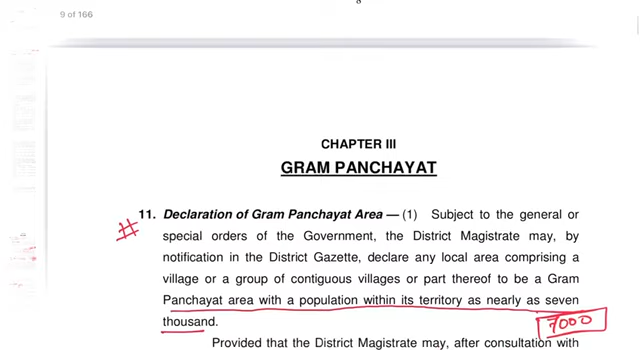 8
9 of 166
CHAPTER III
GRAM PANCHAYAT
11. Declaration of Gram Panchayat Area — (1) Subject to the general or
# special orders of the Government, the District Magistrate may, by
notification in the District Gazette, declare any local area comprising a
village or a group of contiguous villages or part thereof to be a Gram
Panchayat area with a population within its territory as nearly as seven
thousand.
7000
Provided that the District Magistrate may, after consultation with